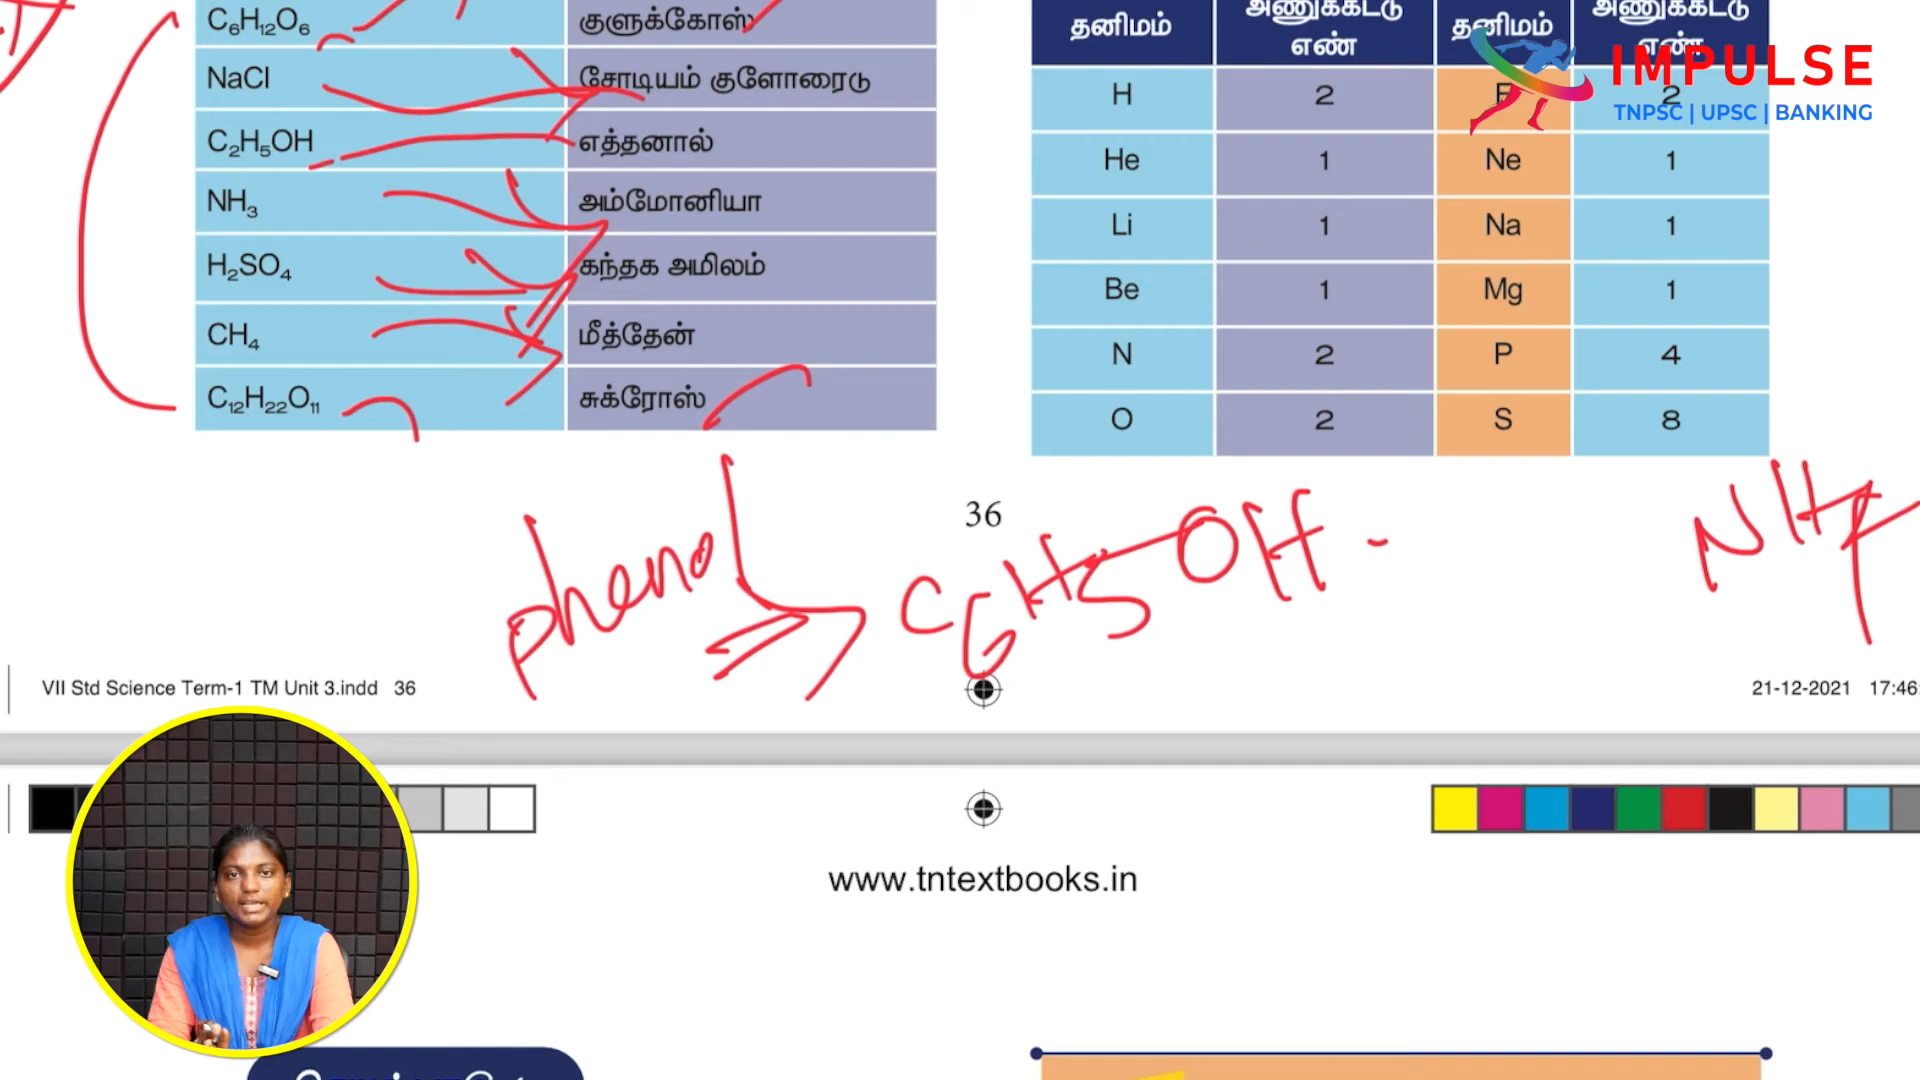 C₆H₁₂O₆ குளுக்கோஸ்
NaCl சோடியம் குளோரைடு
C₂H₅OH எத்தனால்
NH₃ அம்மோனியா
H₂SO₄ கந்தக அமிலம்
CH₄ மீத்தேன்
C₁₂H₂₂O₁₁ சுக்ரோஸ்
தனிமம் அணுக்கட்டு எண் தனிமம் அணுக்கட்டு எண்
H 2 F 2
He 1 Ne 1
Li 1 Na 1
Be 1 Mg 1
N 2 P 4
O 2 S 8
IMPULSE
TNPSC | UPSC | BANKING
36
phenol C6H5OH
VII Std Science Term-1 TM Unit 3.indd 36
21-12-2021 17:46:
www.tntextbooks.in